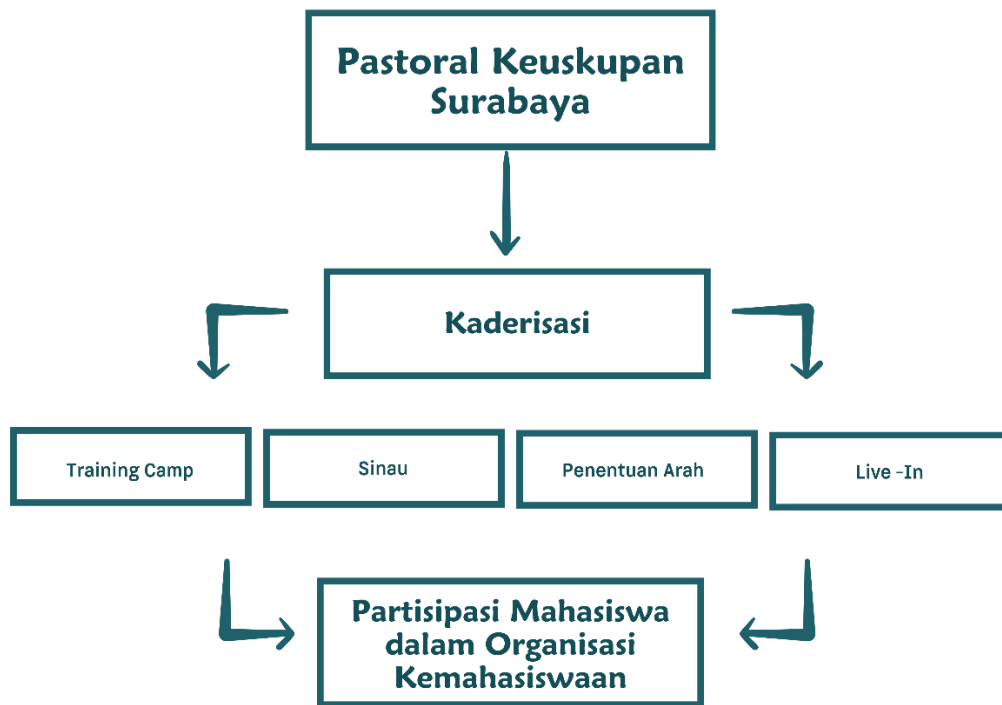 Pastoral Keuskupan
Surabaya
Kaderisasi
Training Camp
Sinau
Penentuan Arah
Live -In
Partisipasi Mahasiswa
dalam Organisasi
Kemahasiswaan